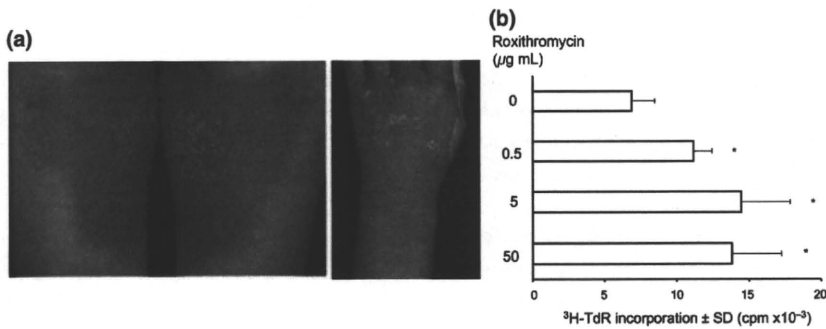 (a)
(b)
Roxithromycin
(µg mL)
0
0.5 *
5 *
50 *
0 5 10 15 20
³H-TdR incorporation ± SD (cpm x10⁻³)